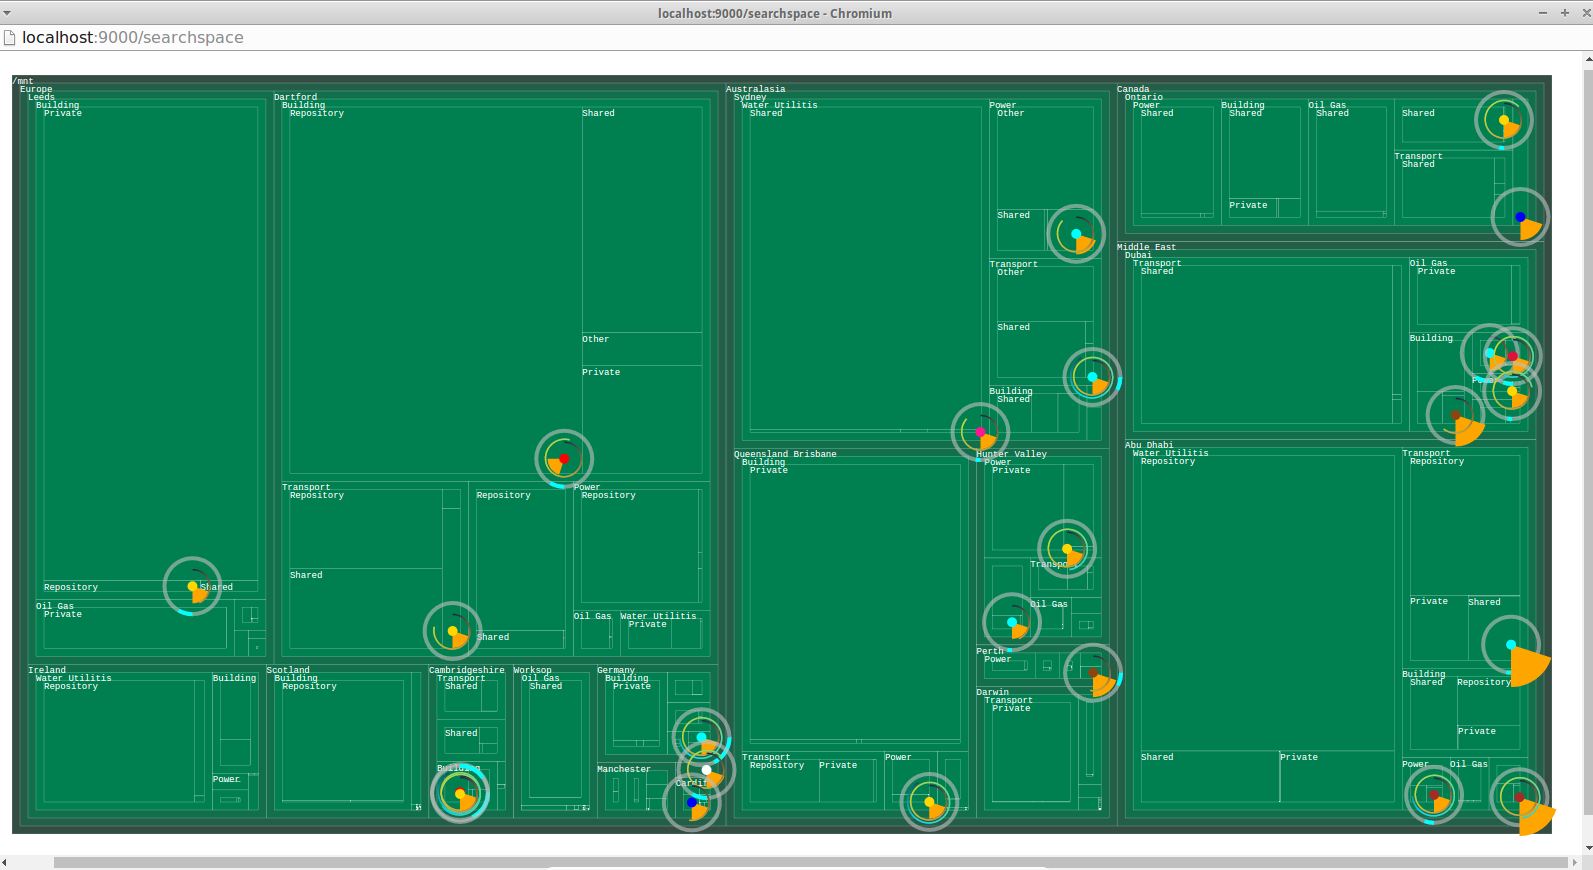 localhost:9000/searchspace - Chromium
localhost:9000/searchspace
/mnt
Europe
Leeds
Building
Private
Repository
Shared
Oil Gas
Private
Dartford
Building
Repository
Shared
Other
Private
Transport
Repository
Shared
Repository
Shared
Power
Repository
Oil Gas
Water Utilitis
Private
Ireland
Water Utilitis
Repository
Building
Power
Scotland
Building
Repository
Cambridgeshire
Transport
Shared
Shared
Building
Worksop
Oil Gas
Shared
Germany
Building
Private
Manchester
Australasia
Sydney
Water Utilitis
Shared
Power
Other
Shared
Transport
Other
Shared
Building
Shared
Queensland Brisbane
Building
Private
Transport
Repository
Private
Power
Hunter Valley
Power
Private
Transpor
Oil Gas
Perth
Power
Darwin
Transport
Private
Canada
Ontario
Power
Shared
Building
Shared
Private
Oil Gas
Shared
Shared
Transport
Shared
Middle East
Dubai
Transport
Shared
Oil Gas
Private
Building
Abu Dhabi
Water Utilitis
Repository
Shared
Private
Transport
Repository
Private
Shared
Building
Shared
Repository
Private
Power
Oil Gas